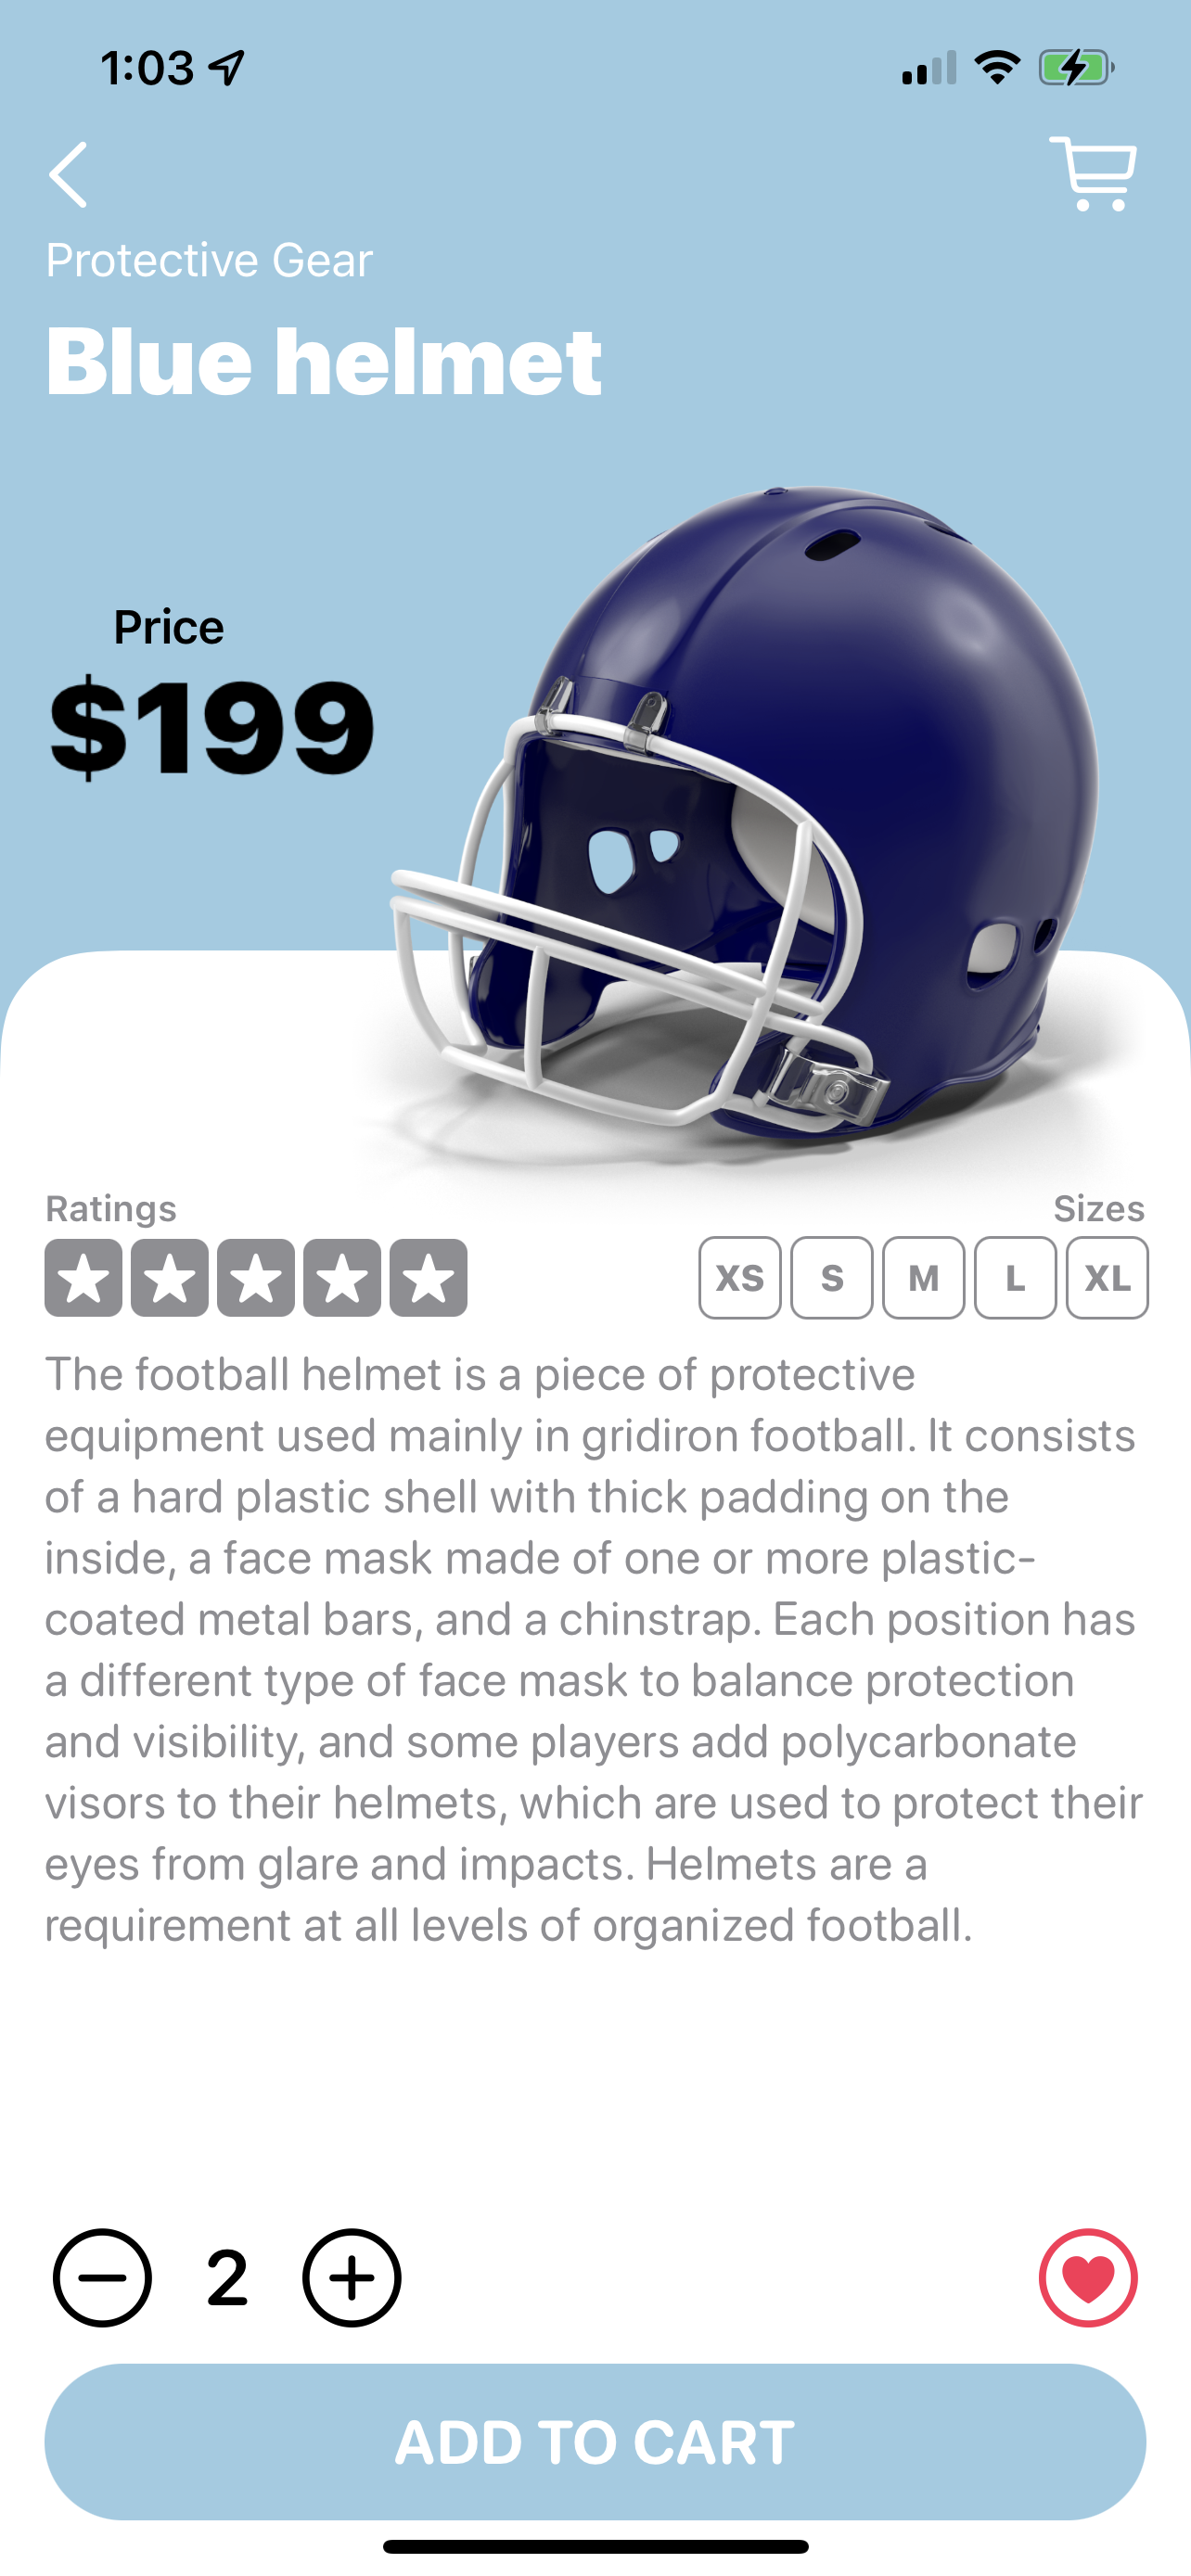 1:03
Protective Gear
Blue helmet
Price
$199
Ratings
Sizes
XS S M L XL
The football helmet is a piece of protective
equipment used mainly in gridiron football. It consists
of a hard plastic shell with thick padding on the
inside, a face mask made of one or more plastic-
coated metal bars, and a chinstrap. Each position has
a different type of face mask to balance protection
and visibility, and some players add polycarbonate
visors to their helmets, which are used to protect their
eyes from glare and impacts. Helmets are a
requirement at all levels of organized football.
2
ADD TO CART